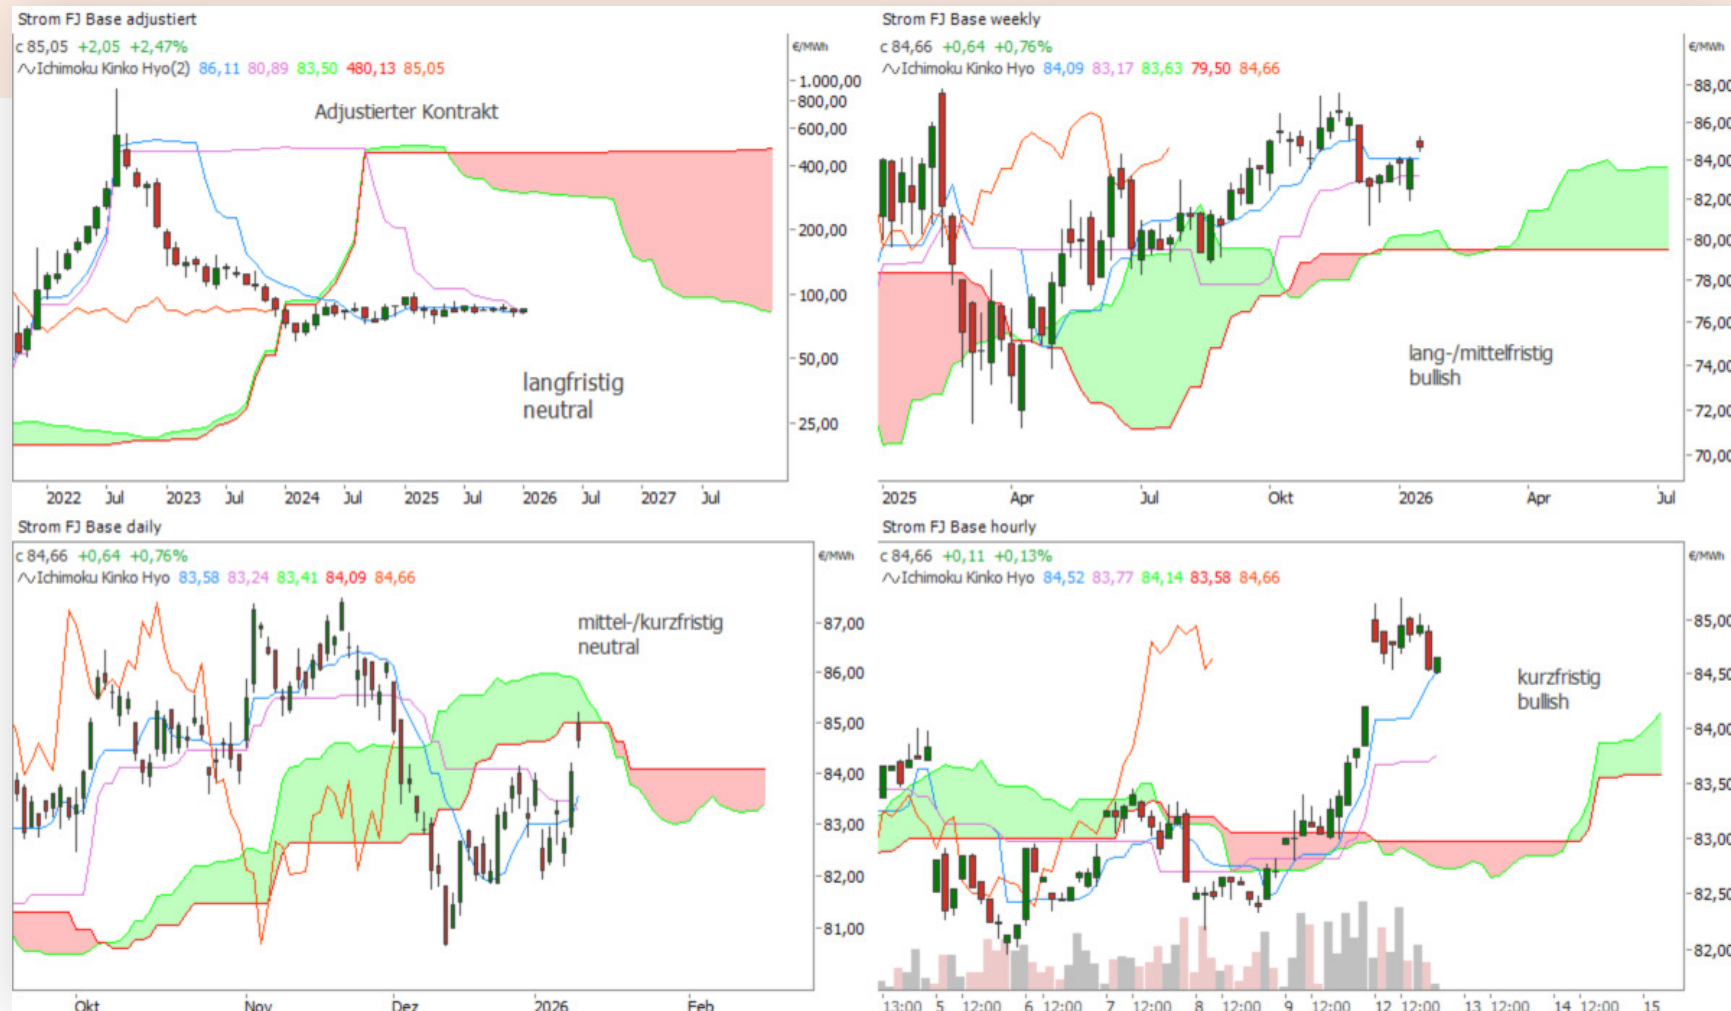 Strom FJ Base adjustiert
c 85,05 +2,05 +2,47%
Ichimoku Kinko Hyo(2) 86,11 80,89 83,50 480,13 85,05
€/MWh
Adjustierter Kontrakt
1.000,00
800,00
600,00
400,00
200,00
100,00
50,00
25,00
langfristig
neutral
2022 Jul 2023 Jul 2024 Jul 2025 Jul 2026 Jul 2027 Jul
Strom FJ Base weekly
c 84,66 +0,64 +0,76%
Ichimoku Kinko Hyo 84,09 83,17 83,63 79,50 84,66
€/MWh
88,00
86,00
84,00
82,00
80,00
78,00
76,00
74,00
72,00
70,00
lang-/mittelfristig
bullish
2025 Apr Jul Okt 2026 Apr Jul
Strom FJ Base daily
c 84,66 +0,64 +0,76%
Ichimoku Kinko Hyo 83,58 83,24 83,41 84,09 84,66
€/MWh
mittel-/kurzfristig
neutral
87,00
86,00
85,00
84,00
83,00
82,00
81,00
Okt Nov Dez 2026 Feb
Strom FJ Base hourly
c 84,66 +0,11 +0,13%
Ichimoku Kinko Hyo 84,52 83,77 84,14 83,58 84,66
€/MWh
85,00
84,50
84,00
83,50
83,00
82,50
82,00
kurzfristig
bullish
13:00 5 12:00 6 12:00 7 12:00 8 12:00 9 12:00 12 12:00 13 12:00 14 12:00 15